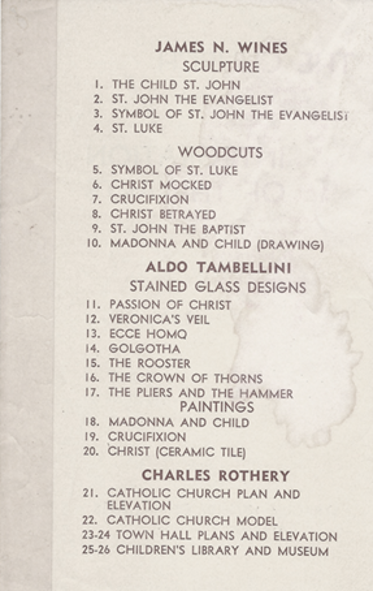 JAMES N. WINES
SCULPTURE
1. THE CHILD ST. JOHN
2. ST. JOHN THE EVANGELIST
3. SYMBOL OF ST. JOHN THE EVANGELIST
4. ST. LUKE
WOODCUTS
5. SYMBOL OF ST. LUKE
6. CHRIST MOCKED
7. CRUCIFIXION
8. CHRIST BETRAYED
9. ST. JOHN THE BAPTIST
10. MADONNA AND CHILD (DRAWING)
ALDO TAMBELLINI
STAINED GLASS DESIGNS
11. PASSION OF CHRIST
12. VERONICA'S VEIL
13. ECCE HOMO
14. GOLGOTHA
15. THE ROOSTER
16. THE CROWN OF THORNS
17. THE PLIERS AND THE HAMMER
PAINTINGS
18. MADONNA AND CHILD
19. CRUCIFIXION
20. CHRIST (CERAMIC TILE)
CHARLES ROTHERY
21. CATHOLIC CHURCH PLAN AND
ELEVATION
22. CATHOLIC CHURCH MODEL
23-24 TOWN HALL PLANS AND ELEVATION
25-26 CHILDREN'S LIBRARY AND MUSEUM